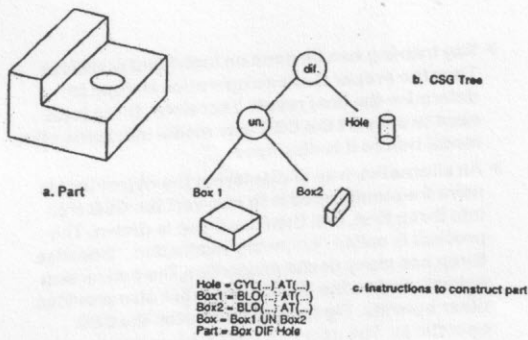 dif.
b. CSG Tree
un.
Hole
a. Part
Box 1
Box2
Hole = CYL(...) AT(...)
Box1 = BLO(...) AT(...)
Box2 = BLO(...) AT(...)
Box = Box1 UN Box2
Part = Box DIF Hole
c. Instructions to construct part